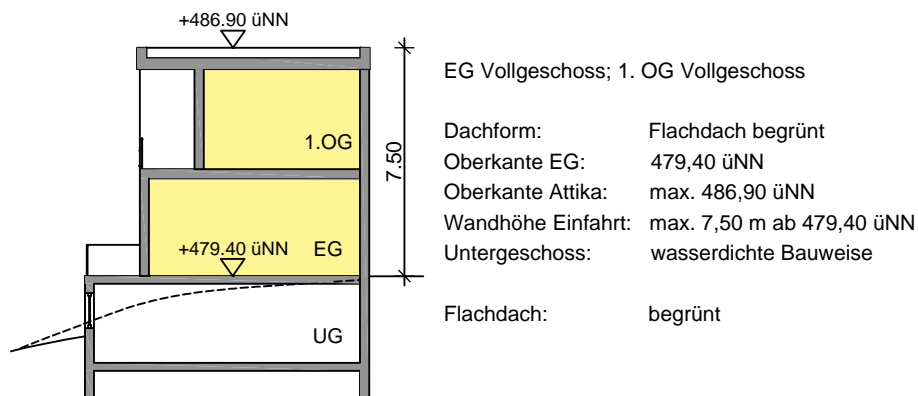 +486.90 üNN
EG Vollgeschoss; 1. OG Vollgeschoss
1.OG
7.50
Dachform: Flachdach begrünt
Oberkante EG: 479,40 üNN
Oberkante Attika: max. 486,90 üNN
Wandhöhe Einfahrt: max. 7,50 m ab 479,40 üNN
Untergeschoss: wasserdichte Bauweise
+479.40 üNN
EG
Flachdach: begrünt
UG